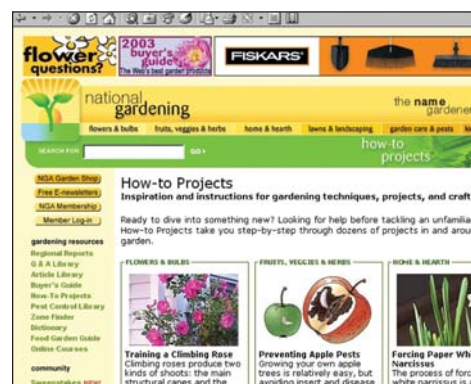 flower
questions?
2003
buyer's
guide
The Web's best garden products
FISKARS
national
gardening
the name
gardener
flowers & bulbs fruits, veggies & herbs home & hearth lawns & landscaping garden care & pests
SEARCH FOR GO
how-to
projects
NGA Garden Shop
Free E-newsletters
NGA Membership
Member Log-in
gardening resources
Regional Reports
Q & A Library
Article Library
Buyer's Guide
How-To Projects
Pest Control Library
Zone Finder
Dictionary
Food Garden Guide
Online Courses
community
Sweepstakes NEW!
How-to Projects
Inspiration and instructions for gardening techniques, projects, and craft
Ready to dive into something new? Looking for help before tackling an unfamilia
How-to Projects take you step-by-step through dozens of projects in and arou
garden.
FLOWERS & BULBS
Training a Climbing Rose
Climbing roses produce two
kinds of shoots: the main
structural canes and the
FRUITS, VEGGIES & HERBS
Preventing Apple Pests
Growing your own apple
trees is relatively easy, but
avoiding insect and disease
HOME & HEARTH
Forcing Paper Whi
Narcissus
The process of forc
white narcissus